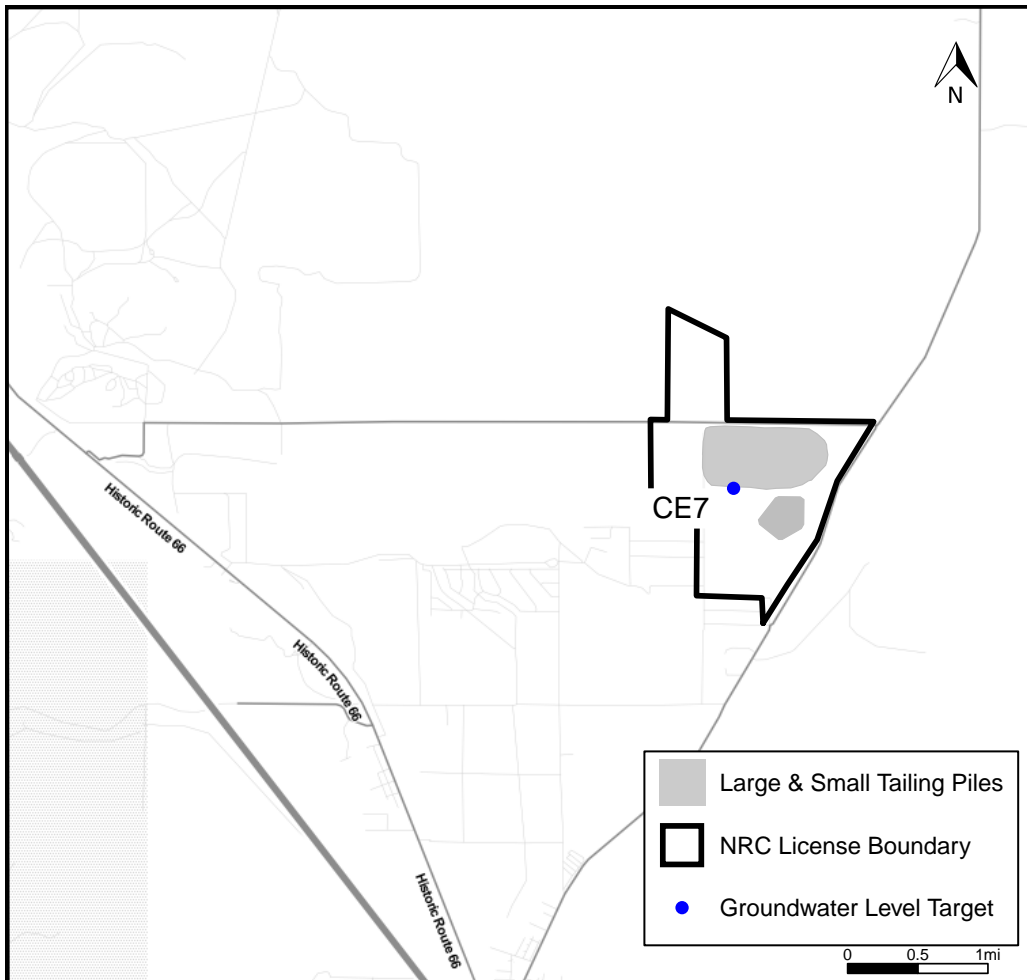 N
CE7
Historic Route 66
Historic Route 66
Historic Route 66
Large & Small Tailing Piles
NRC License Boundary
Groundwater Level Target
0 0.5 1mi